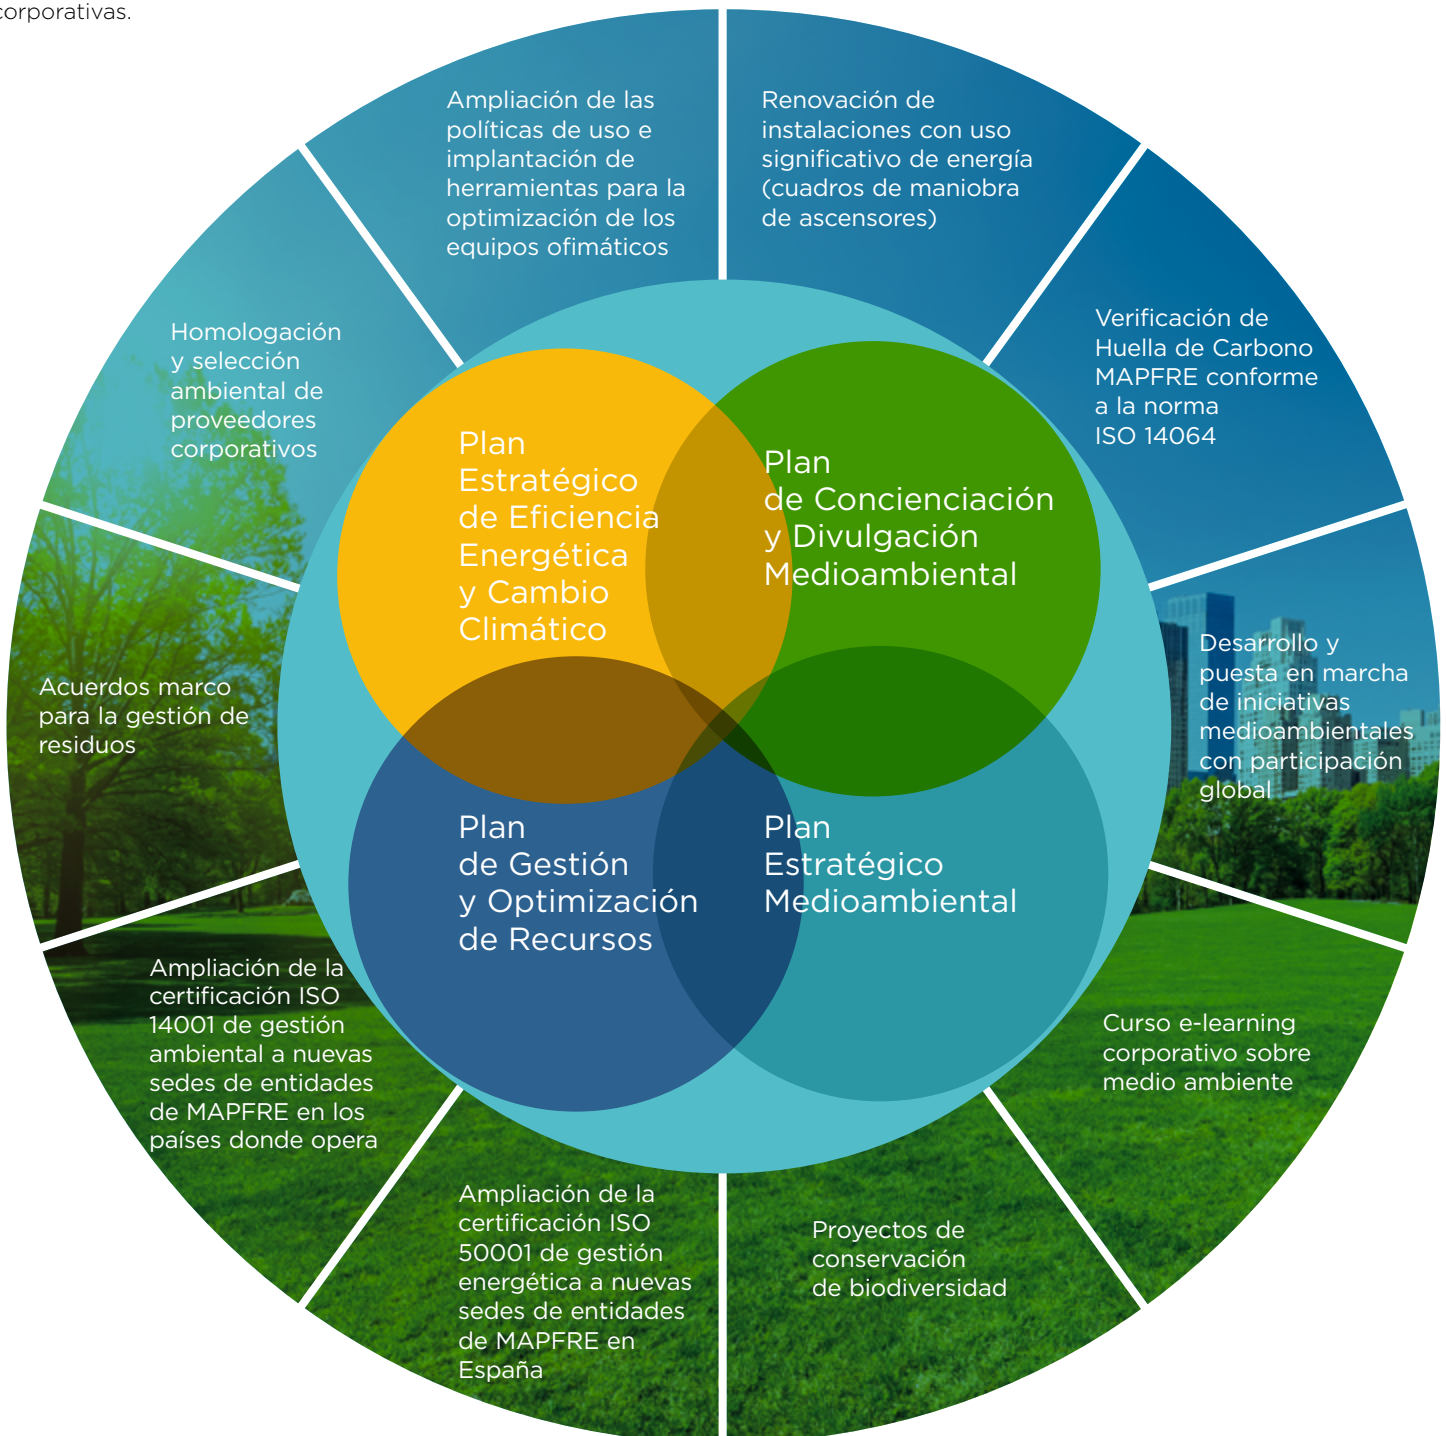 corporativas.
Ampliación de las
políticas de uso e
implantación de
herramientas para la
optimización de los
equipos ofimáticos
Renovación de
instalaciones con uso
significativo de energía
(cuadros de maniobra
de ascensores)
Verificación de
Huella de Carbono
MAPFRE conforme
a la norma
ISO 14064
Desarrollo y
puesta en marcha
de iniciativas
medioambientales
con participación
global
Curso e-learning
corporativo sobre
medio ambiente
Proyectos de
conservación
de biodiversidad
Ampliación de la
certificación ISO
50001 de gestión
energética a nuevas
sedes de entidades
de MAPFRE en
España
Ampliación de la
certificación ISO
14001 de gestión
ambiental a nuevas
sedes de entidades
de MAPFRE en los
países donde opera
Acuerdos marco
para la gestión de
residuos
Homologación
y selección
ambiental de
proveedores
corporativos
Plan
Estratégico
de Eficiencia
Energética
y Cambio
Climático
Plan
de Concienciación
y Divulgación
Medioambiental
Plan
de Gestión
y Optimización
de Recursos
Plan
Estratégico
Medioambiental